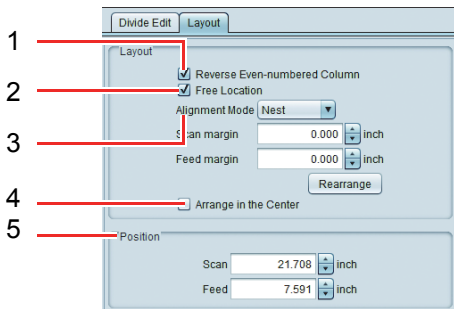 Divide Edit Layout
1 Layout
Reverse Even-numbered Column
2 Free Location
Alignment Mode Nest
3 Scan margin 0.000 inch
Feed margin 0.000 inch
Rearrange
4 Arrange in the Center
5 Position
Scan 21.708 inch
Feed 7.591 inch